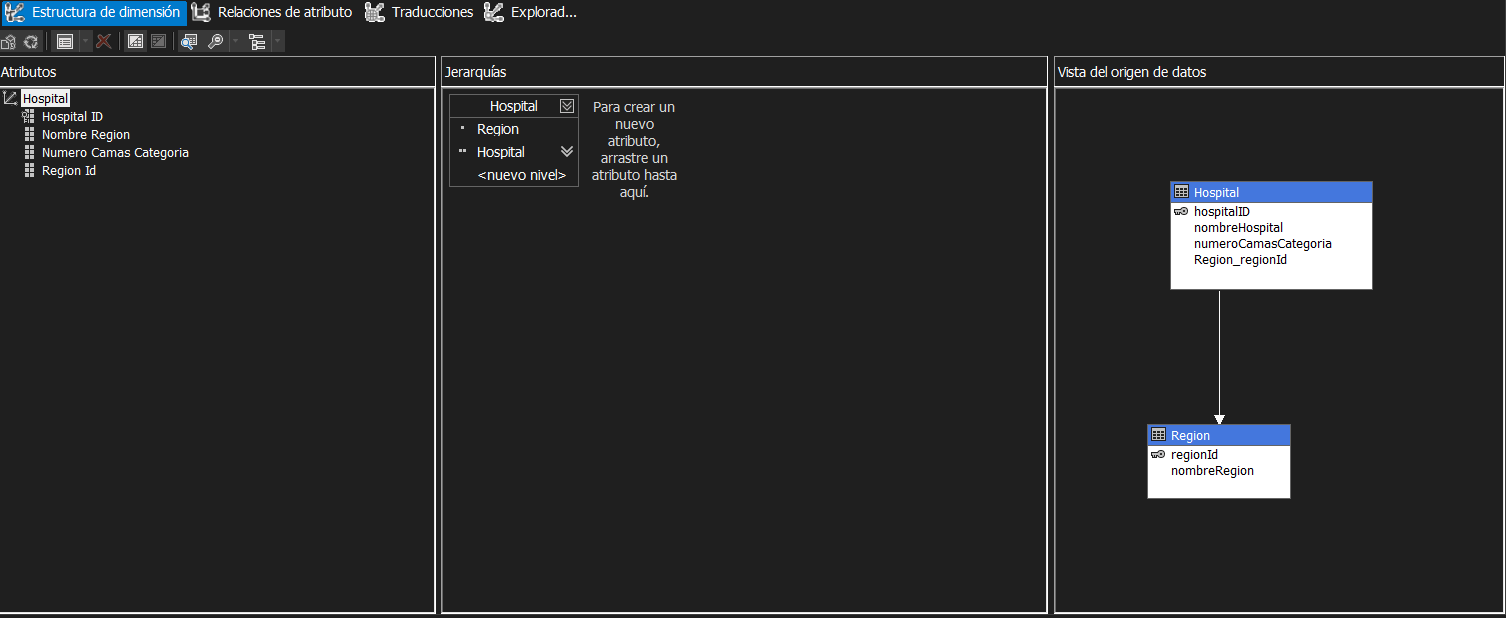 Estructura de dimensión Relaciones de atributo Traducciones Explorad...
Atributos
Hospital
Hospital ID
Nombre Region
Numero Camas Categoria
Region Id
Jerarquías
Hospital
Region
Hospital
<nuevo nivel>
Para crear un
nuevo
atributo,
arrastre un
atributo hasta
aquí.
Vista del origen de datos
Hospital
hospitalID
nombreHospital
numeroCamasCategoria
Region_regionId
Region
regionId
nombreRegion